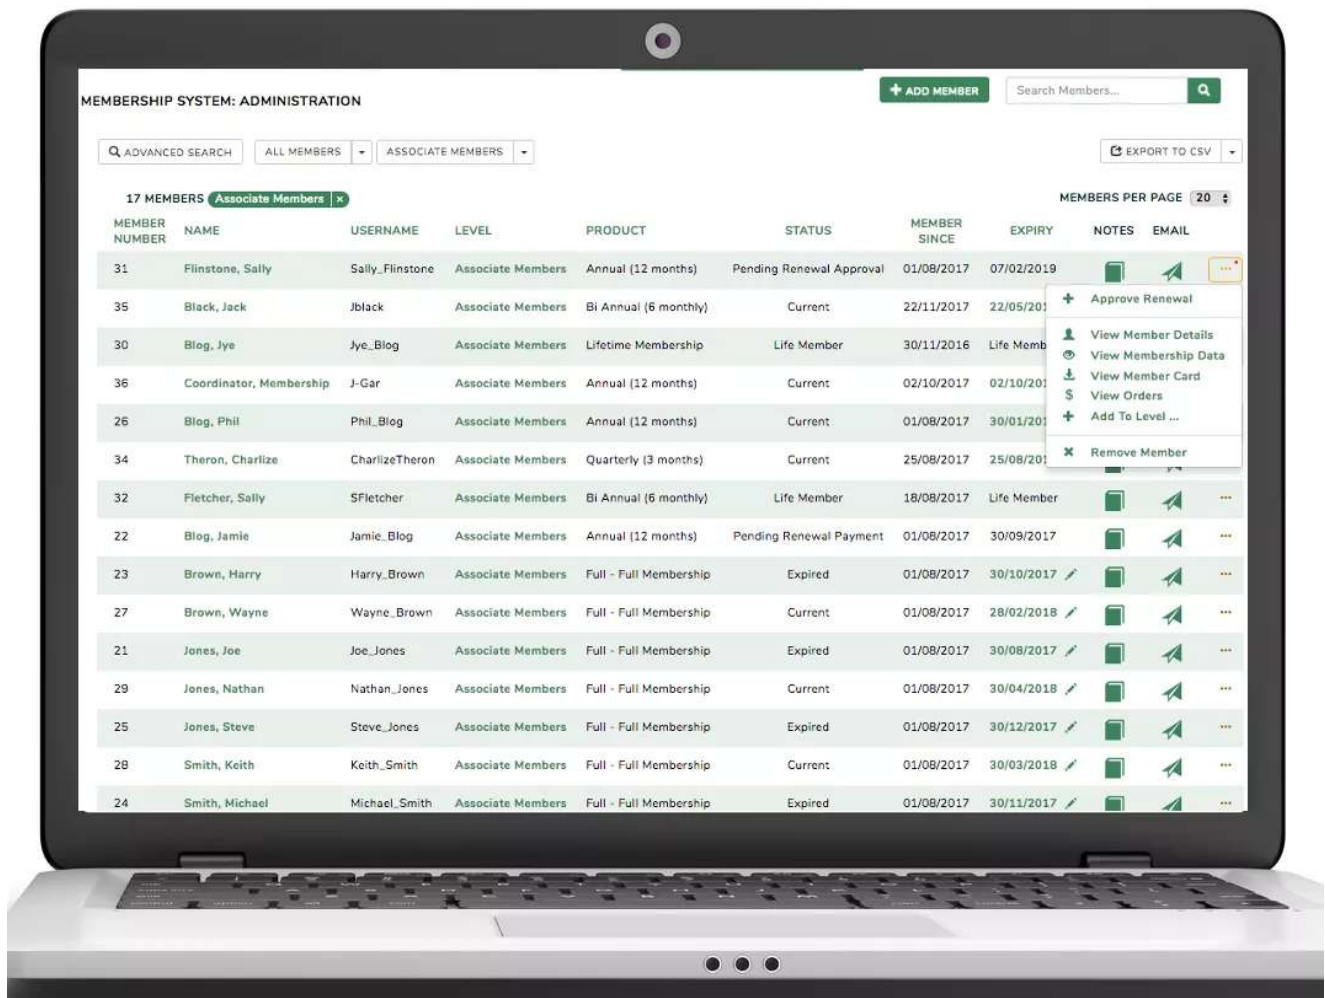 MEMBERSHIP SYSTEM: ADMINISTRATION
ADD MEMBER
Search Members...
ADVANCED SEARCH
ALL MEMBERS
ASSOCIATE MEMBERS
EXPORT TO CSV
17 MEMBERS Associate Members x
MEMBERS PER PAGE 20
MEMBER NUMBER NAME USERNAME LEVEL PRODUCT STATUS MEMBER SINCE EXPIRY NOTES EMAIL
31 Flinstone, Sally Sally_Flinstone Associate Members Annual (12 months) Pending Renewal Approval 01/08/2017 07/02/2019
35 Black, Jack Jblack Associate Members Bi Annual (6 monthly) Current 22/11/2017
30 Blog, Jye Jye_Blog Associate Members Lifetime Membership Life Member 30/11/2016 Life
36 Coordinator, Membership J-Gar Associate Members Annual (12 months) Current 02/10/2017
26 Blog, Phil Phil_Blog Associate Members Annual (12 months) Current 01/08/2017
34 Theron, Charlize CharlizeTheron Associate Members Quarterly (3 months) Current 25/08/2017
Approve Renewal
View Member Details
View Membership Data
View Member Card
$ View Orders
Add To Level ...
Remove Member
32 Fletcher, Sally SFletcher Associate Members Bi Annual (6 monthly) Life Member 18/08/2017 Life Member
22 Blog, Jamie Jamie_Blog Associate Members Annual (12 months) Pending Renewal Payment 01/08/2017 30/09/2017
23 Brown, Harry Harry_Brown Associate Members Full - Full Membership Expired 01/08/2017 30/10/2017
27 Brown, Wayne Wayne_Brown Associate Members Full - Full Membership Current 01/08/2017 28/02/2018
21 Jones, Joe Joe_Jones Associate Members Full - Full Membership Expired 01/08/2017 30/08/2017
29 Jones, Nathan Nathan_Jones Associate Members Full - Full Membership Current 01/08/2017 30/04/2018
25 Jones, Steve Steve_Jones Associate Members Full - Full Membership Expired 01/08/2017 30/12/2017
28 Smith, Keith Keith_Smith Associate Members Full - Full Membership Current 01/08/2017 30/03/2018
24 Smith, Michael Michael_Smith Associate Members Full - Full Membership Expired 01/08/2017 30/11/2017